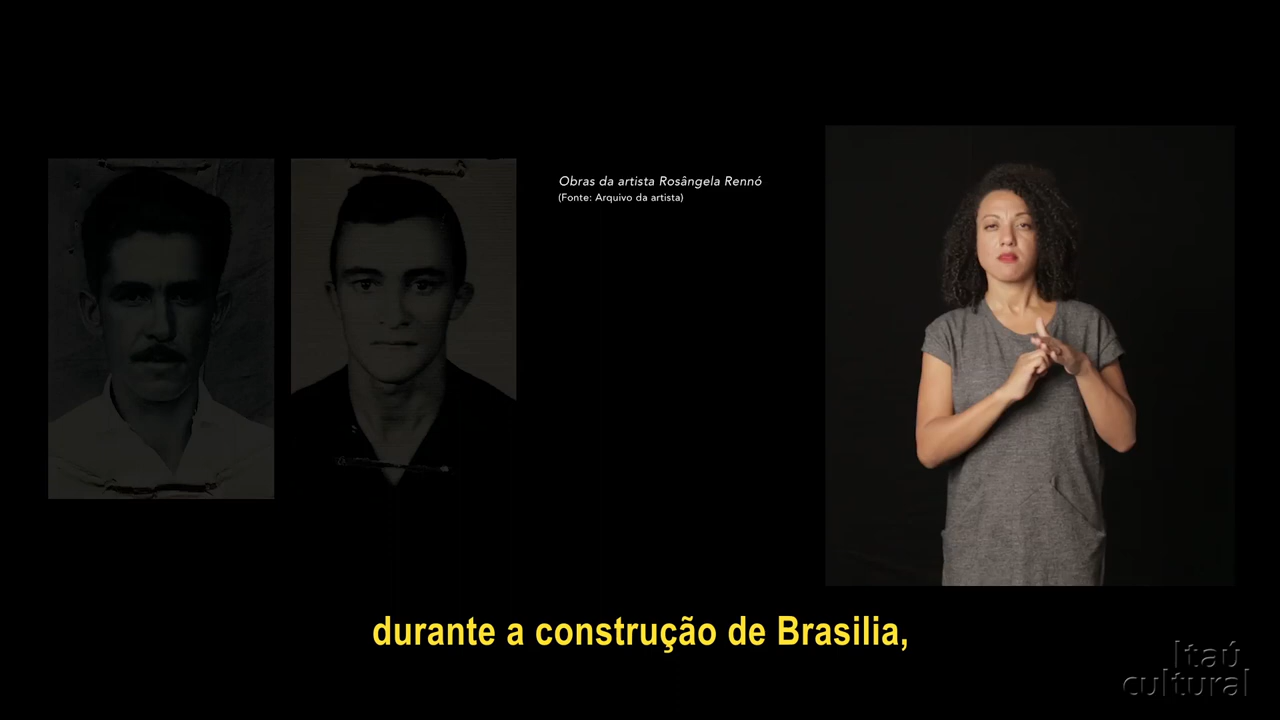 Obras da artista Rosângela Rennó
(Fonte: Arquivo da artista)
durante a construção de Brasilia,
Itaú
cultural